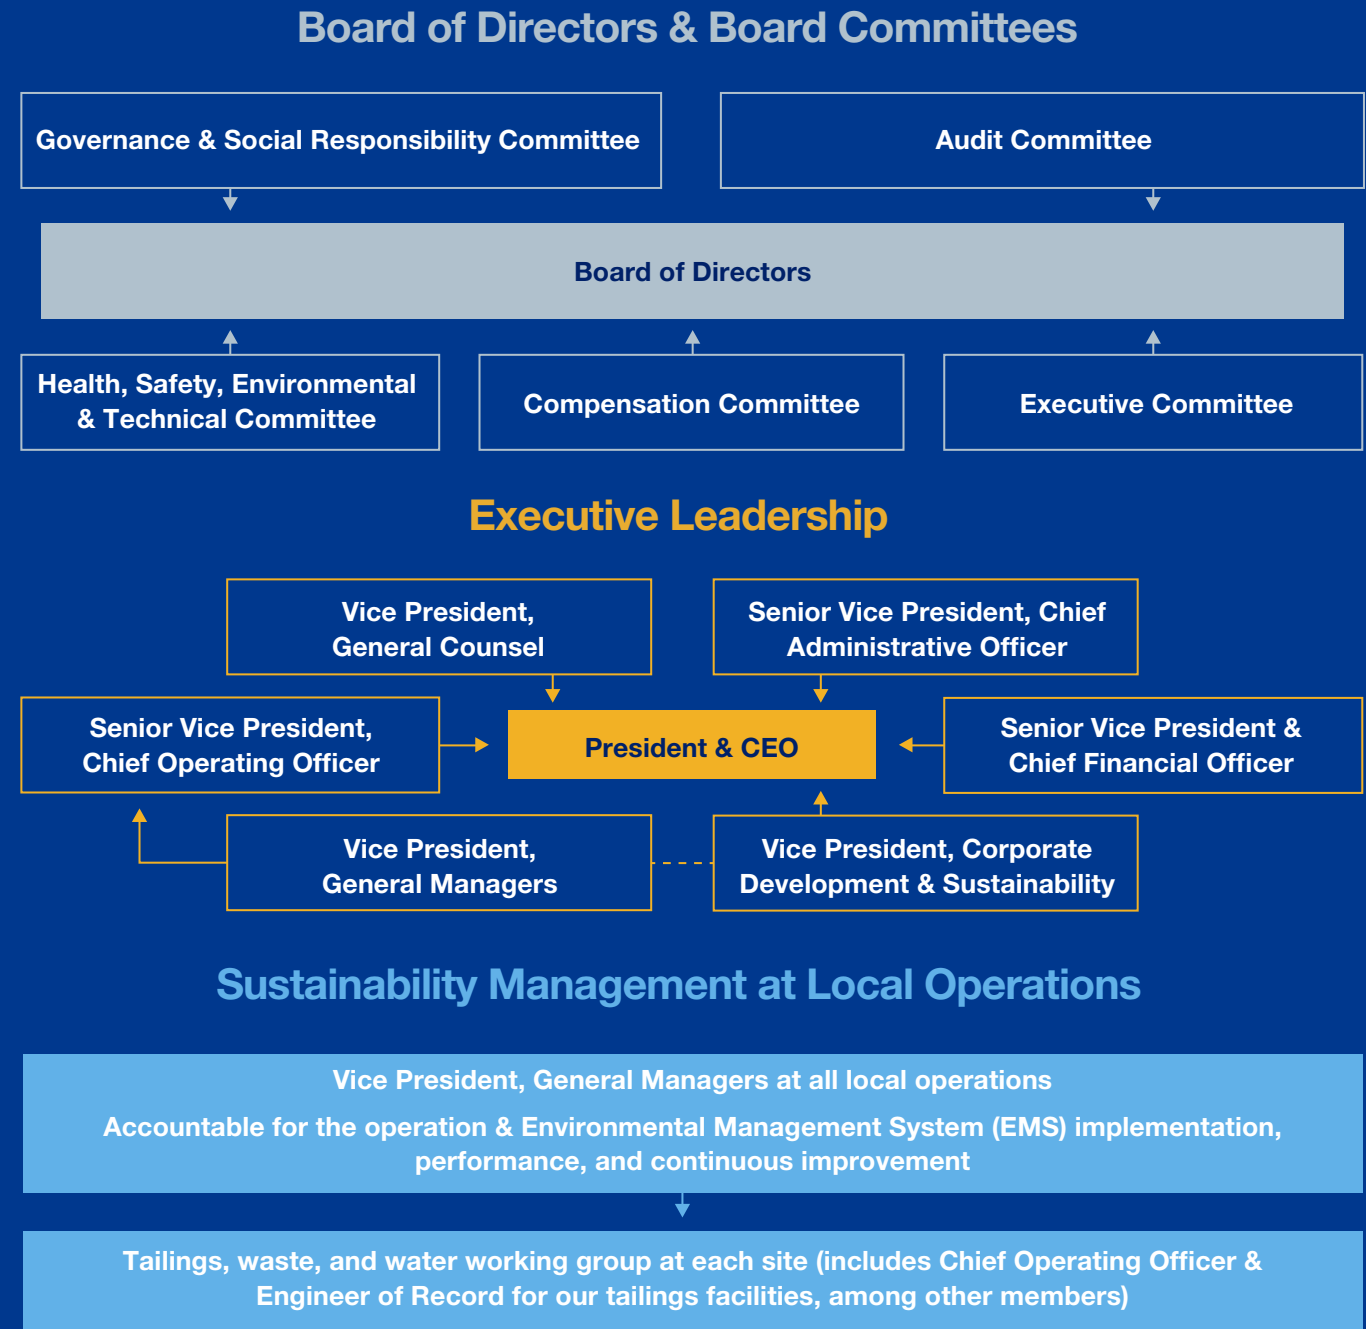 Board of Directors & Board Committees
Governance & Social Responsibility Committee
Audit Committee
Board of Directors
Health, Safety, Environmental
& Technical Committee
Compensation Committee
Executive Committee
Executive Leadership
Vice President,
General Counsel
Senior Vice President, Chief
Administrative Officer
Senior Vice President,
Chief Operating Officer
President & CEO
Senior Vice President &
Chief Financial Officer
Vice President,
General Managers
Vice President, Corporate
Development & Sustainability
Sustainability Management at Local Operations
Vice President, General Managers at all local operations
Accountable for the operation & Environmental Management System (EMS) implementation,
performance, and continuous improvement
Tailings, waste, and water working group at each site (includes Chief Operating Officer &
Engineer of Record for our tailings facilities, among other members)